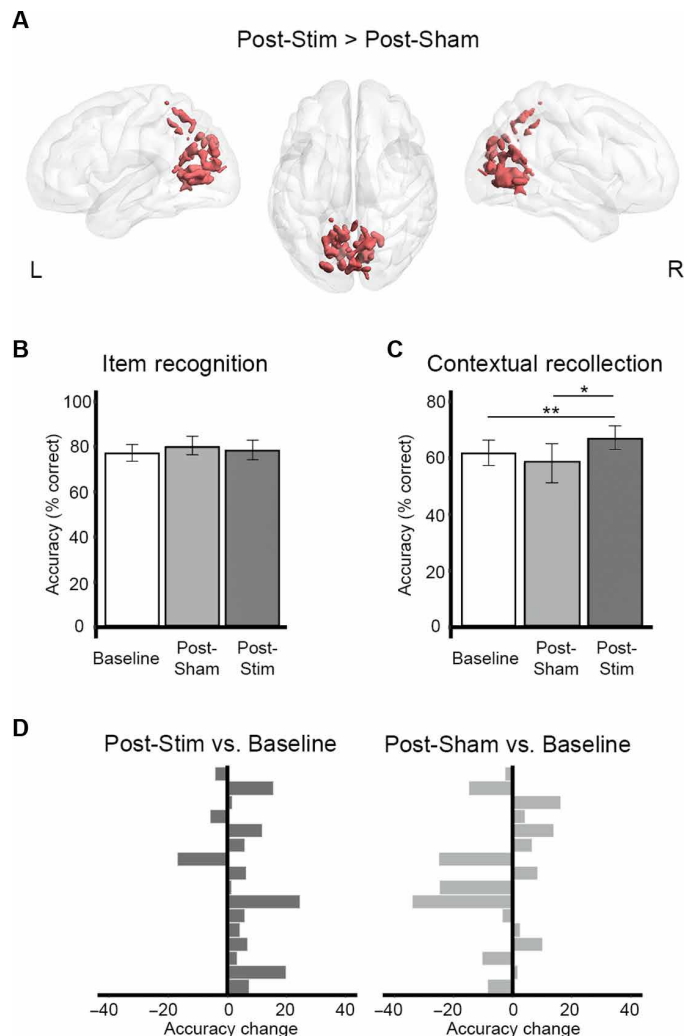 A
Post-Stim > Post-Sham
L
R
B
Item recognition
Accuracy (% correct)
100
80
60
40
20
0
Baseline
Post-
Sham
Post-
Stim
C
Contextual recollection
*
**
Accuracy (% correct)
80
60
40
20
0
Baseline
Post-
Sham
Post-
Stim
D
Post-Stim vs. Baseline
−40
−20
0
20
40
Accuracy change
Post-Sham vs. Baseline
−40
−20
0
20
40
Accuracy change